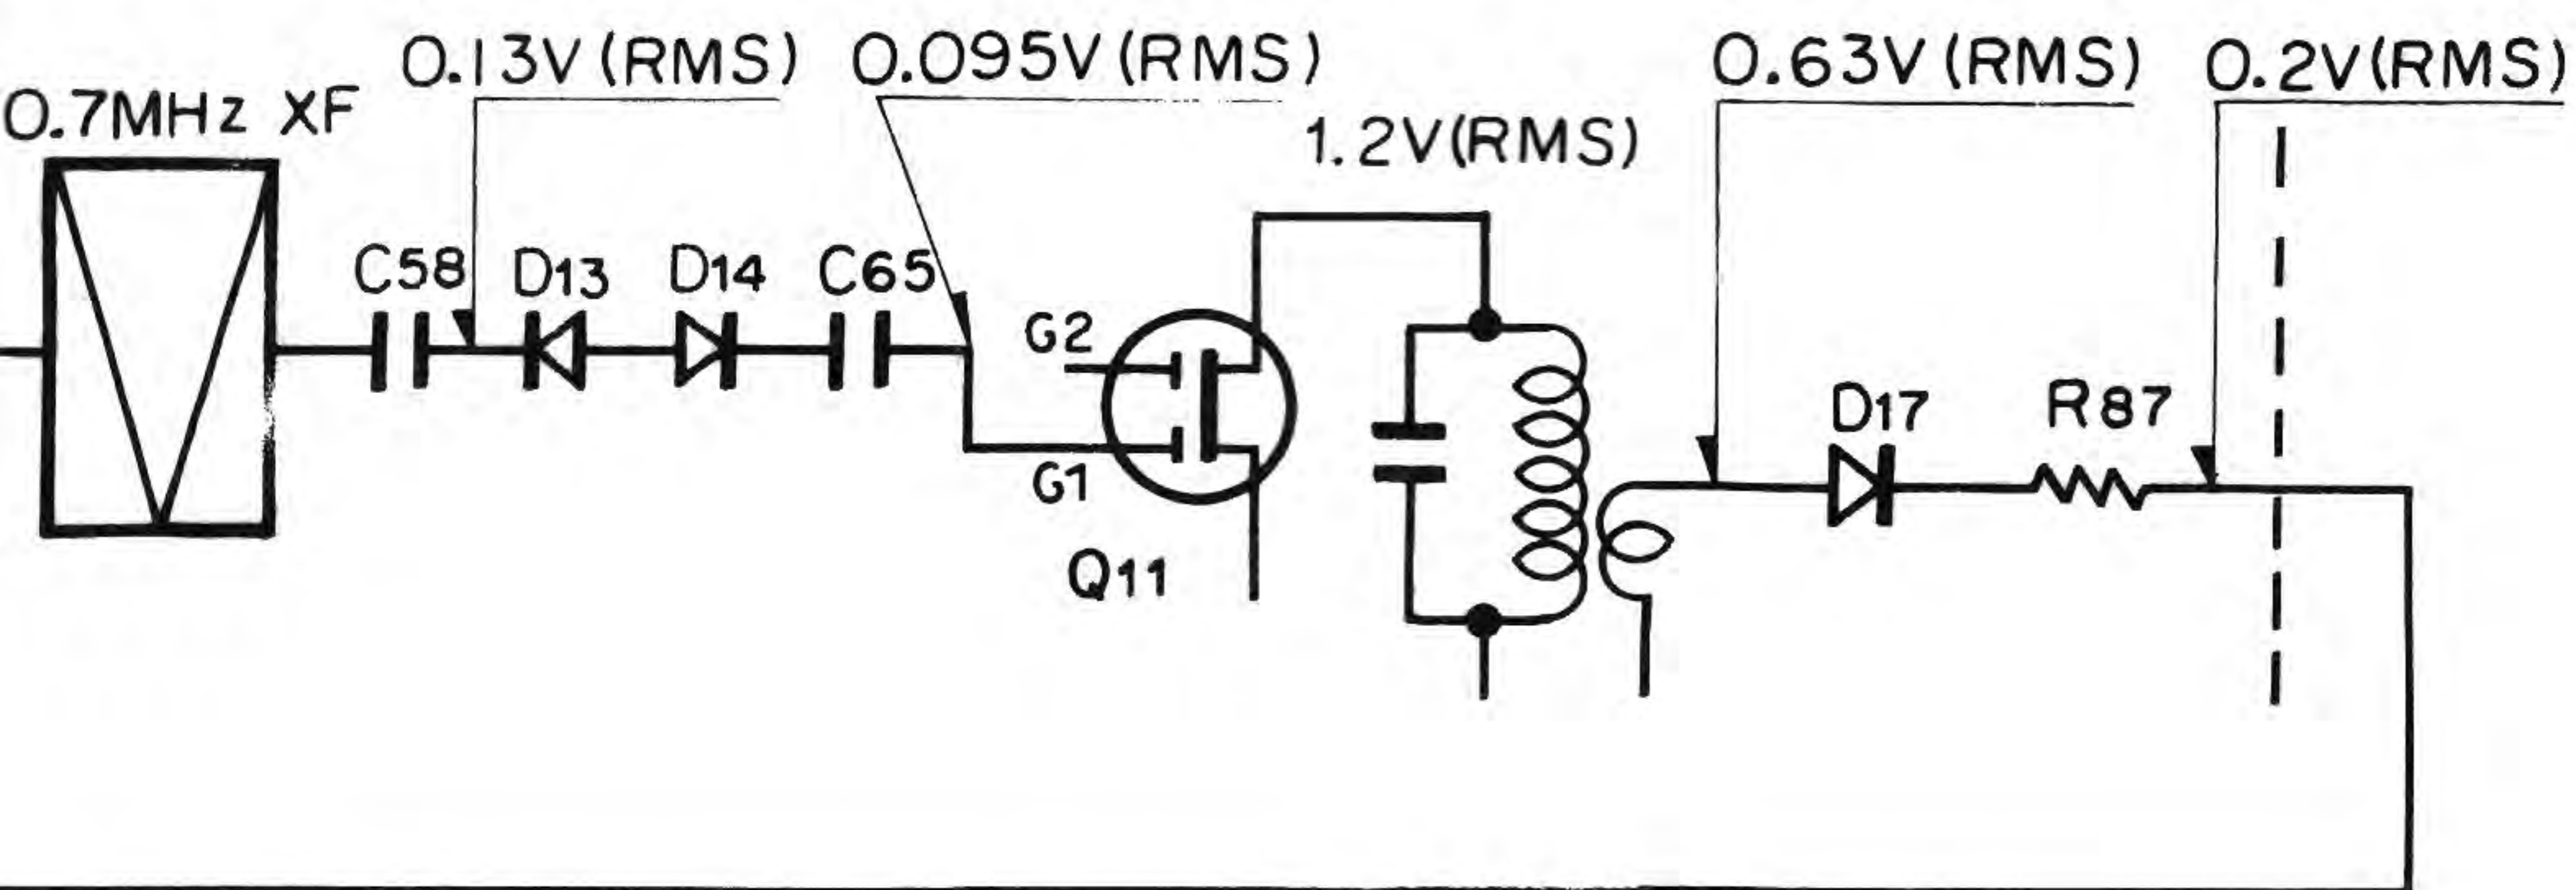 0.13V (RMS)
0.095V (RMS)
0.63V (RMS)
0.2V (RMS)
0.7MHz XF
1.2V(RMS)
C58
D13
D14
C65
G2
D17
R87
G1
Q11